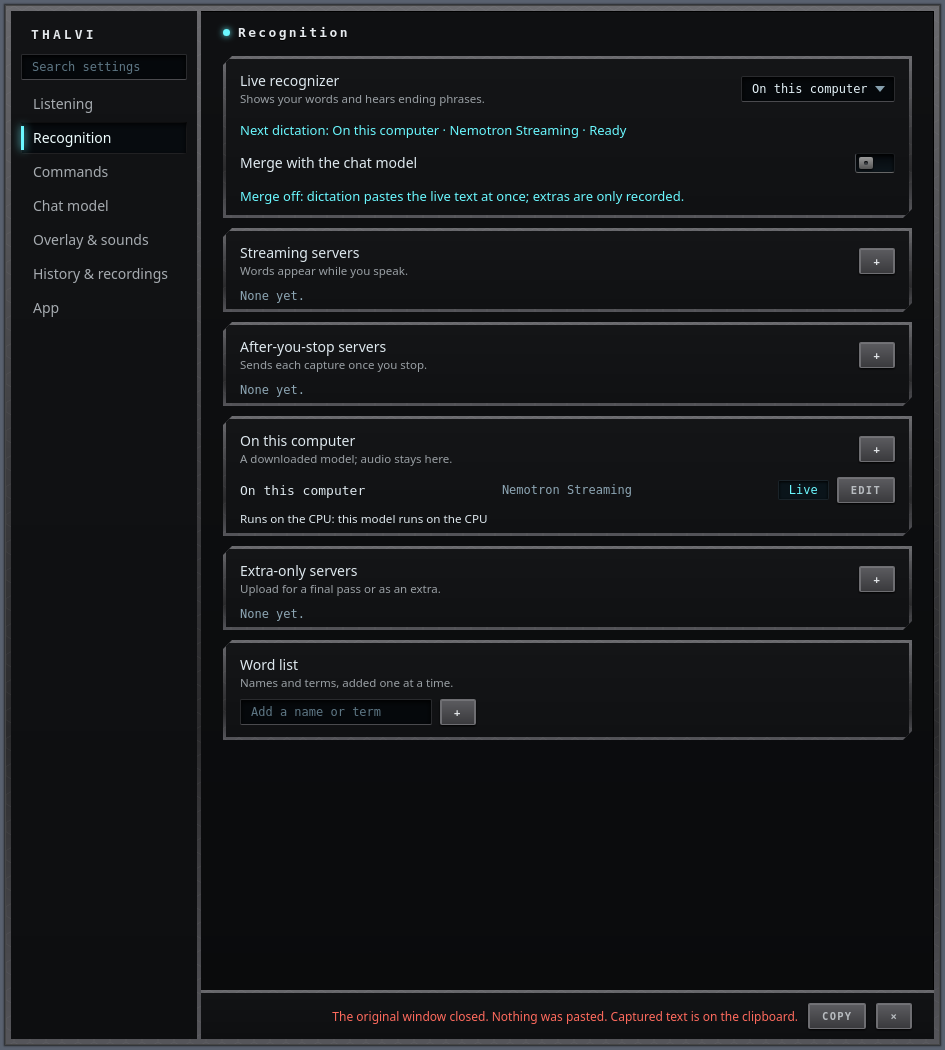 THALVI
Search settings
Listening
Recognition
Commands
Chat model
Overlay & sounds
History & recordings
App
Recognition
Live recognizer
Shows your words and hears ending phrases.
On this computer
Next dictation: On this computer · Nemotron Streaming · Ready
Merge with the chat model
Merge off: dictation pastes the live text at once; extras are only recorded.
Streaming servers
Words appear while you speak.
+
None yet.
After-you-stop servers
Sends each capture once you stop.
+
None yet.
On this computer
A downloaded model; audio stays here.
+
On this computer Nemotron Streaming Live EDIT
Runs on the CPU: this model runs on the CPU
Extra-only servers
Upload for a final pass or as an extra.
+
None yet.
Word list
Names and terms, added one at a time.
Add a name or term +
The original window closed. Nothing was pasted. Captured text is on the clipboard. COPY ×